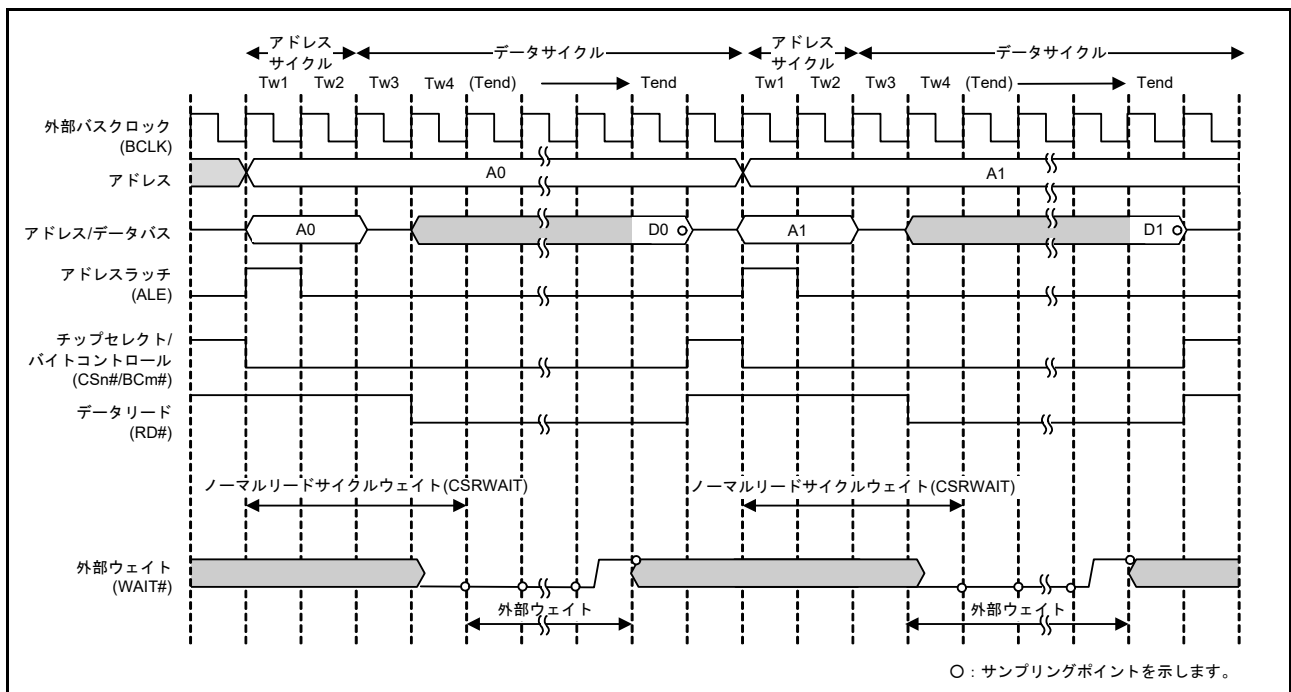 アドレス
サイクル
データサイクル
アドレス
サイクル
データサイクル
Tw1 Tw2 Tw3 Tw4 (Tend) Tend Tw1 Tw2 Tw3 Tw4 (Tend) Tend
外部バスクロック
(BCLK)
アドレス
A0 A1
アドレス/データバス
A0 D0 A1 D1
アドレスラッチ
(ALE)
チップセレクト/
バイトコントロール
(CSn#/BCm#)
データリード
(RD#)
ノーマルリードサイクルウェイト(CSRWAIT) ノーマルリードサイクルウェイト(CSRWAIT)
外部ウェイト
(WAIT#)
外部ウェイト 外部ウェイト
○:サンプリングポイントを示します。